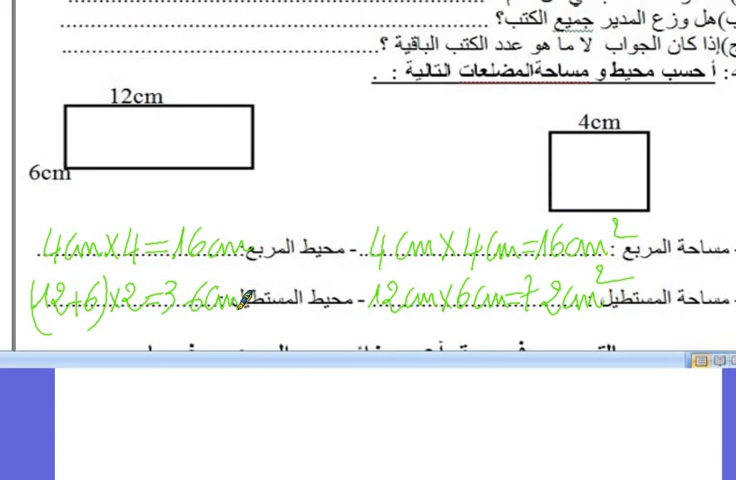 ب)هل وزع المدير جميع الكتب؟
ج)إذا كان الجواب لا ما هو عدد الكتب الباقية ؟
أ حسب محيط و مساحة المضلعات التالية : .
12cm
4cm
6cm
- مساحة المربع : 4cm×4cm=16cm² - محيط المربع: 4cm×4=16cm
- مساحة المستطيل 12cm×6cm=72cm² - محيط المستطيل: (12+6)×2=36cm